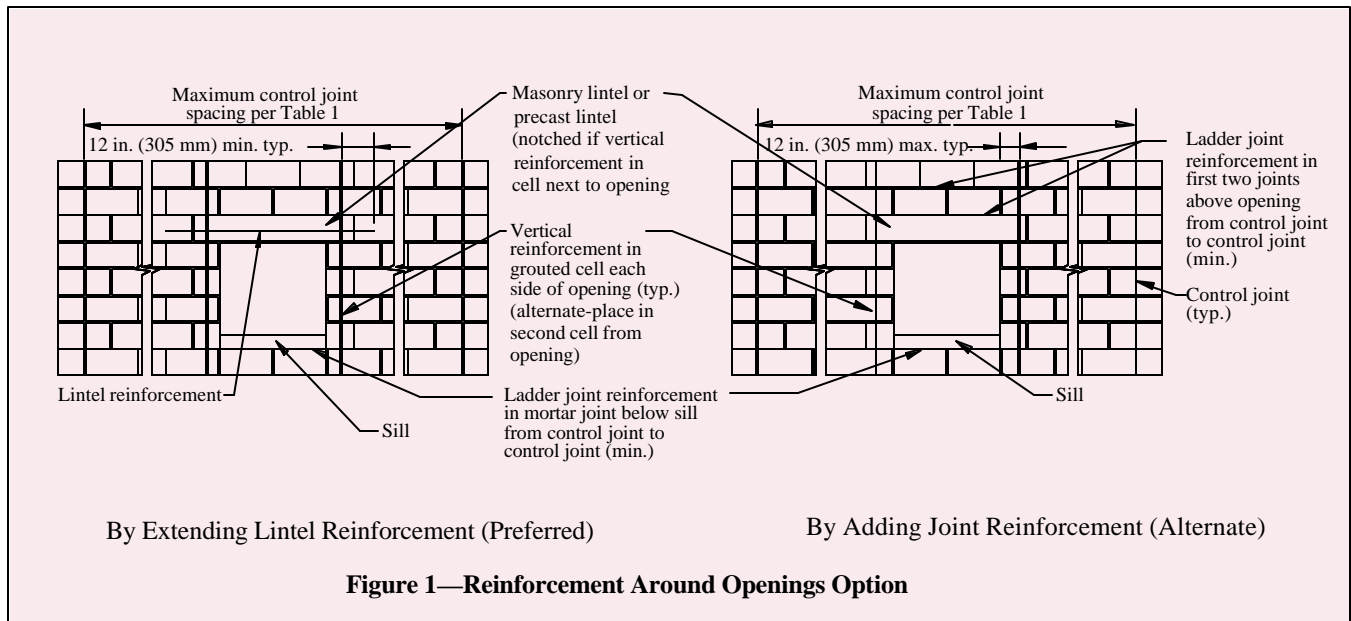 Maximum control joint
spacing per Table 1
12 in. (305 mm) min. typ.
Masonry lintel or
precast lintel
(notched if vertical
reinforcement in
cell next to opening
Vertical
reinforcement in
grouted cell each
side of opening (typ.)
(alternate-place in
second cell from
opening)
Lintel reinforcement
Sill
Ladder joint reinforcement
in mortar joint below sill
from control joint to
control joint (min.)
Maximum control joint
spacing per Table 1
12 in. (305 mm) max. typ.
Ladder joint
reinforcement in
first two joints
above opening
from control joint
to control joint
(min.)
Control joint
(typ.)
Sill
By Extending Lintel Reinforcement (Preferred)
By Adding Joint Reinforcement (Alternate)
Figure 1—Reinforcement Around Openings Option